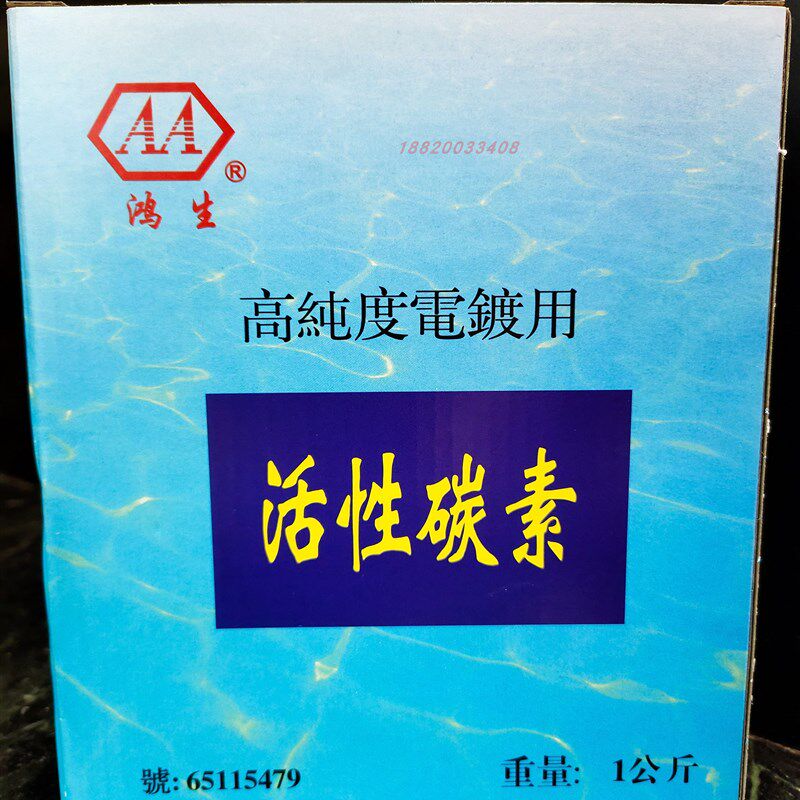 AA
®
鴻生
18820033408
高純度電鍍用
活性碳素
號: 65115479
重量: 1公斤